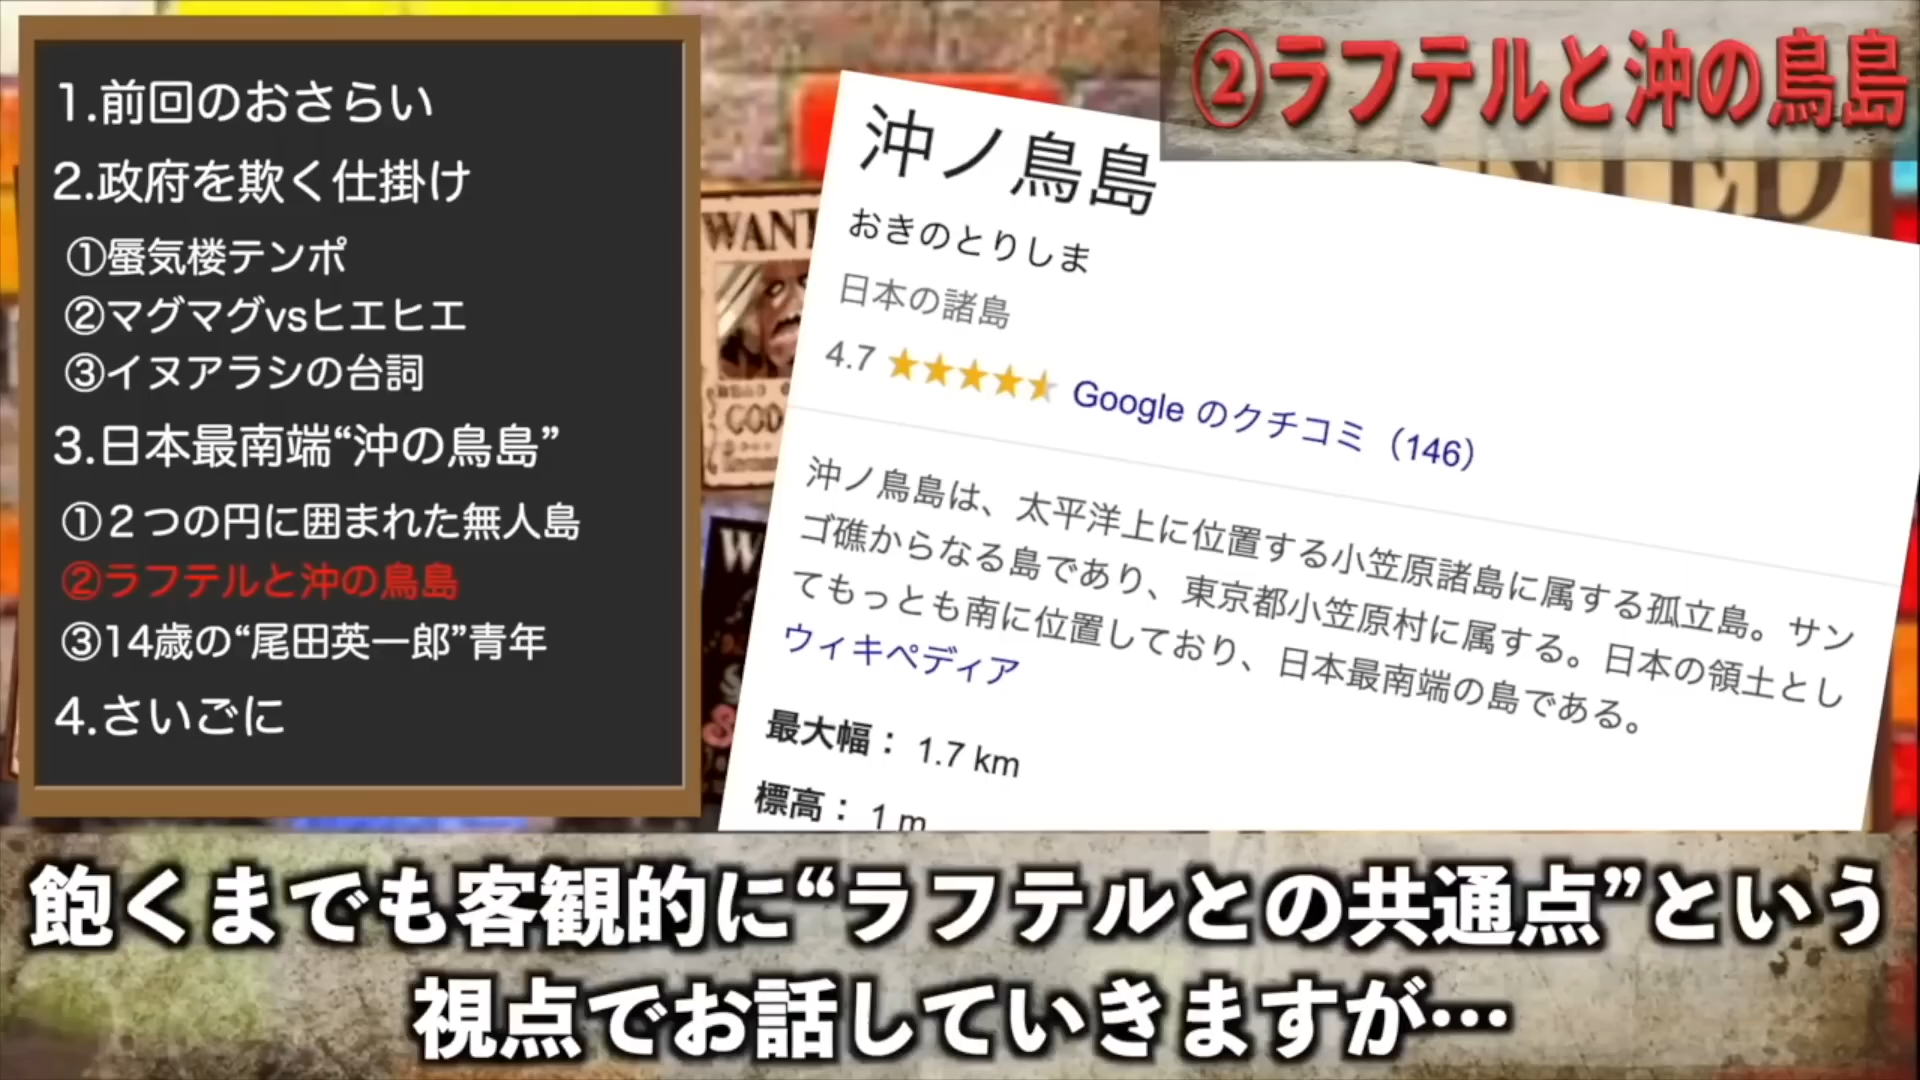 1.前回のおさらい
2.政府を欺く仕掛け
①蜃気楼テンポ
②マグマグvsヒエヒエ
③イヌアラシの台詞
3.日本最南端“沖の鳥島”
①２つの円に囲まれた無人島
②ラフテルと沖の鳥島
③14歳の“尾田英一郎”青年
4.さいごに
②ラフテルと沖の鳥島
沖ノ鳥島
おきのとりしま
日本の諸島
4.7 ★★★★★ Google のクチコミ（146）
沖ノ鳥島は、太平洋上に位置する小笠原諸島に属する孤立島。サン
ゴ礁からなる島であり、東京都小笠原村に属する。日本の領土とし
てもっとも南に位置しており、日本最南端の島である。
ウィキペディア
最大幅： 1.7 km
標高： 1 m
WANT
GOD
W
NTED
飽くまでも客観的に“ラフテルとの共通点”という
視点でお話していきますが…